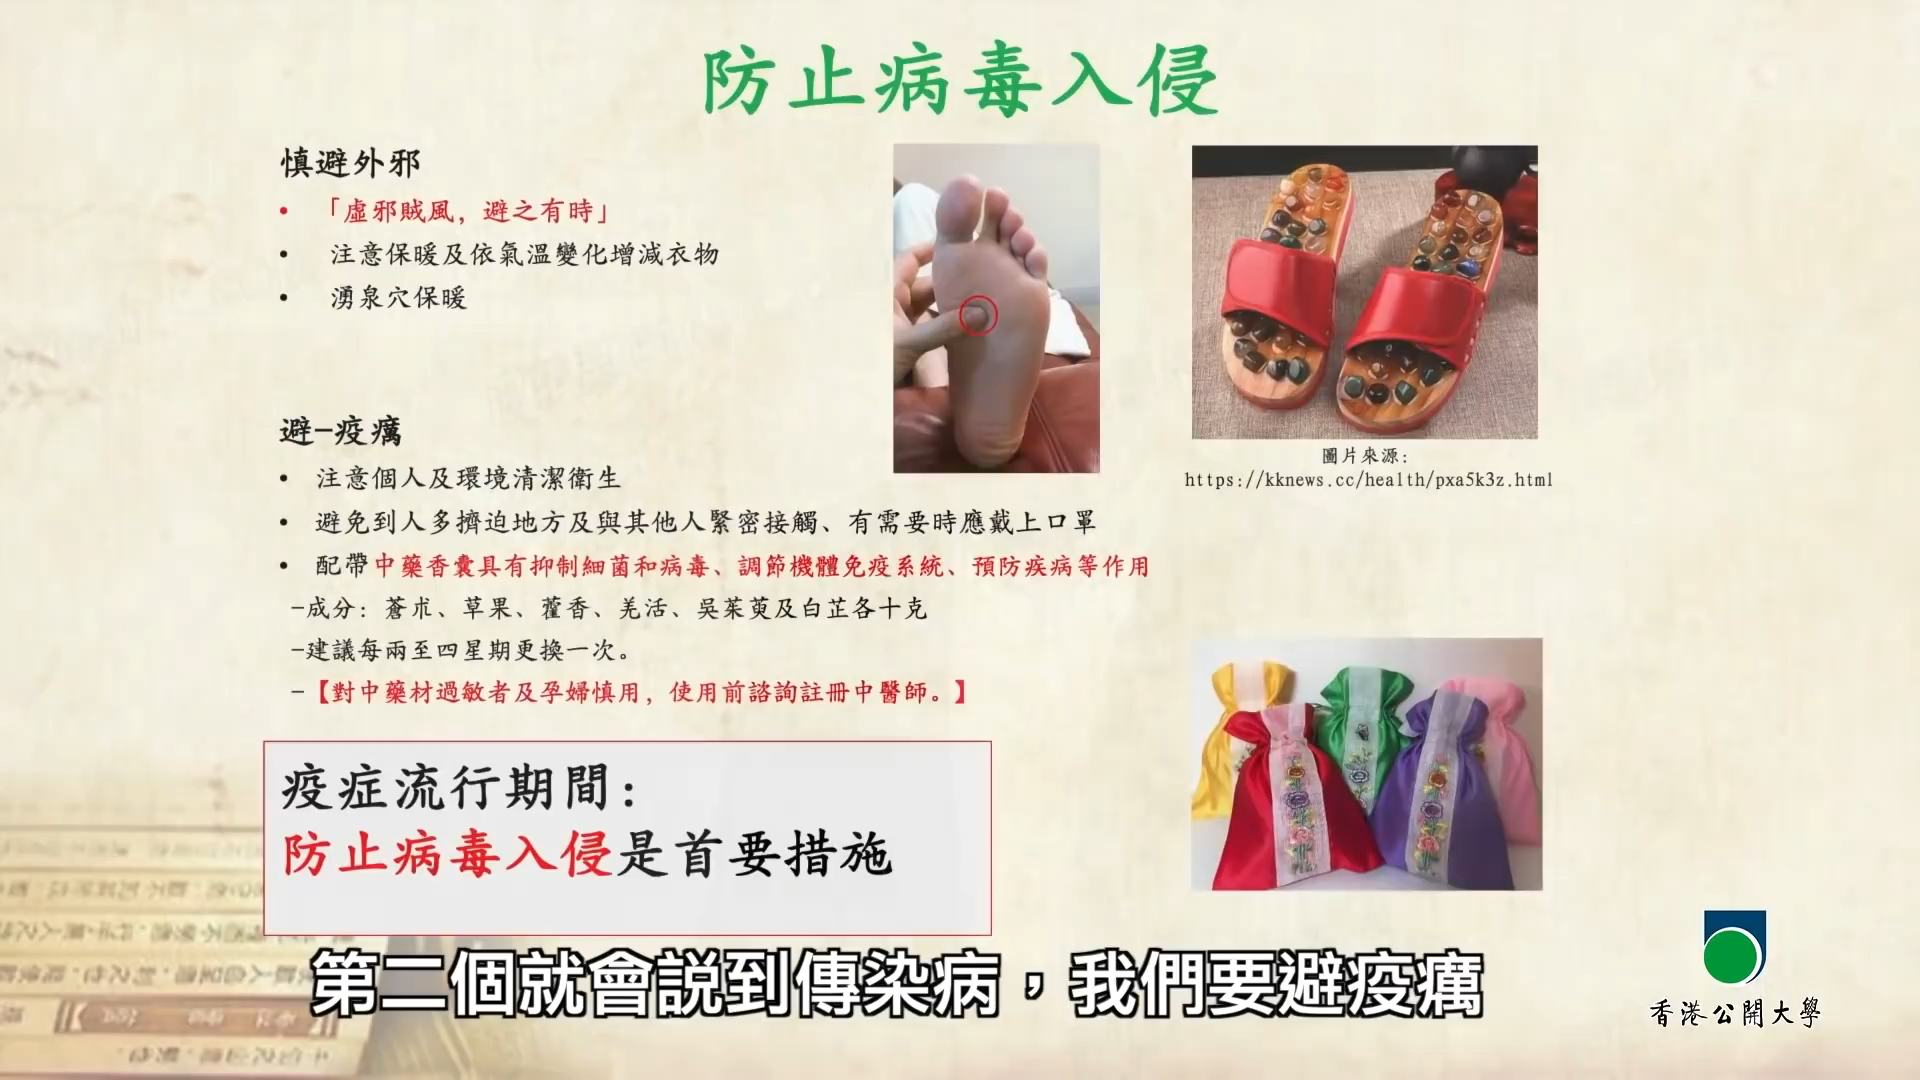 防止病毒入侵
慎避外邪
• 「虛邪賊風，避之有時」
• 注意保暖及依氣溫變化增減衣物
• 湧泉穴保暖
避-疫癘
• 注意個人及環境清潔衛生
• 避免到人多擠迫地方及與其他人緊密接觸、有需要時應戴上口罩
• 配帶中藥香囊具有抑制細菌和病毒、調節機體免疫系統、預防疾病等作用
-成分：蒼朮、草果、藿香、羌活、吳茱萸及白芷各十克
-建議每兩至四星期更換一次。
-【對中藥材過敏者及孕婦慎用，使用前諮詢註冊中醫師。】
圖片來源：
https://kknews.cc/health/pxa5k3z.html
疫症流行期間：
防止病毒入侵是首要措施
第二個就會説到傳染病，我們要避疫癘
香港公開大學